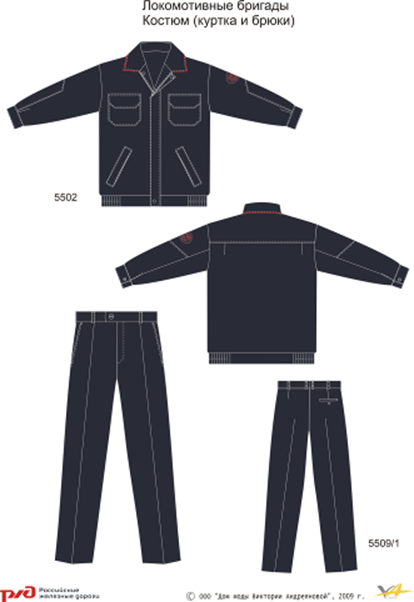 Локомотивные бригады
Костюм (куртка и брюки)
5502
5509/1
РЖД Российские
железные дороги
© ООО "Дом моды Виктории Андреяновой", 2009 г.